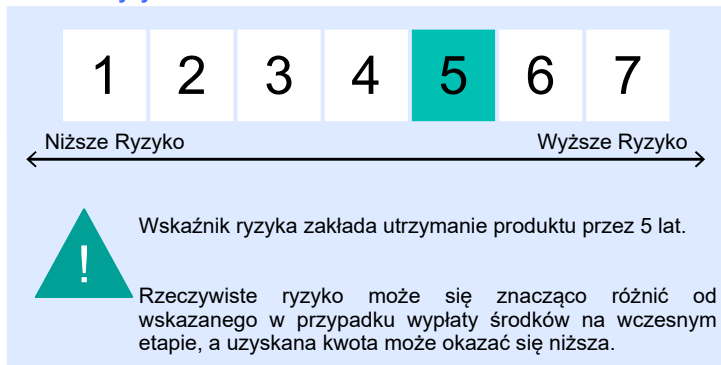 1 2 3 4 5 6 7
Niższe Ryzyko Wyższe Ryzyko
!
Wskaźnik ryzyka zakłada utrzymanie produktu przez 5 lat.
Rzeczywiste ryzyko może się znacząco różnić od
wskazanego w przypadku wypłaty środków na wczesnym
etapie, a uzyskana kwota może okazać się niższa.